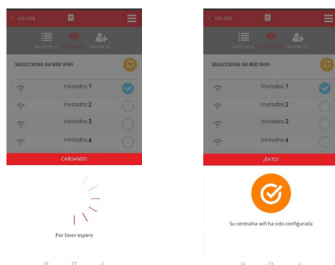 VOLVER
SELECCIONE SU RED WIFI
Invitados 1
Invitados 2
Invitados 3
Invitados 4
CARGANDO
Por favor espere
VOLVER
SELECCIONE SU RED WIFI
Invitados 1
Invitados 2
Invitados 3
Invitados 4
¡ÉXITO!
Su centralita wifi ha sido configurada